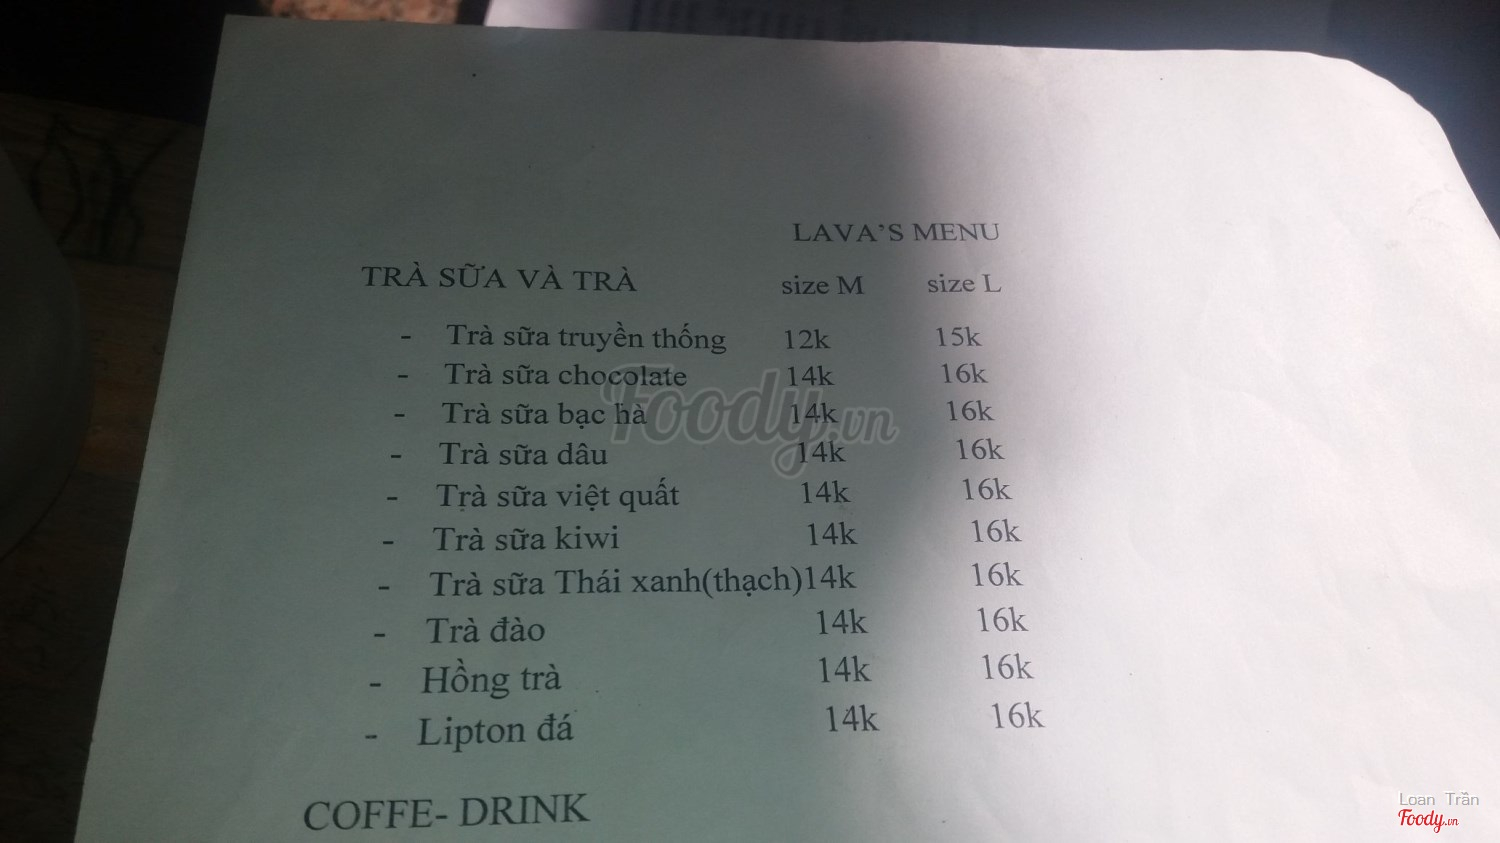 LAVA'S MENU
TRÀ SỮA VÀ TRÀ size M size L
- Trà sữa truyền thống 12k 15k
- Trà sữa chocolate 14k 16k
- Trà sữa bạc hà 14k 16k
- Trà sữa dâu 14k 16k
- Trà sữa việt quất 14k 16k
- Trà sữa kiwi 14k 16k
- Trà sữa Thái xanh(thạch)14k 16k
- Trà đào 14k 16k
- Hồng trà 14k 16k
- Lipton đá 14k 16k
COFFE- DRINK
Foody.vn
Loan Trần
Foody.vn